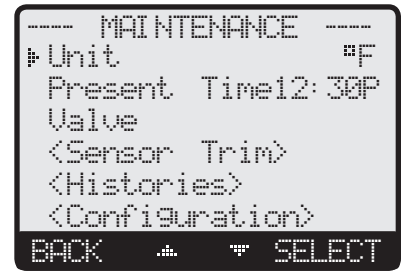 ---- MAINTENANCE ----
Unit °F
Present Time12:30P
Valve
<Sensor Trim>
<Histories>
<Configuration>
BACK ▲ ▼ SELECT